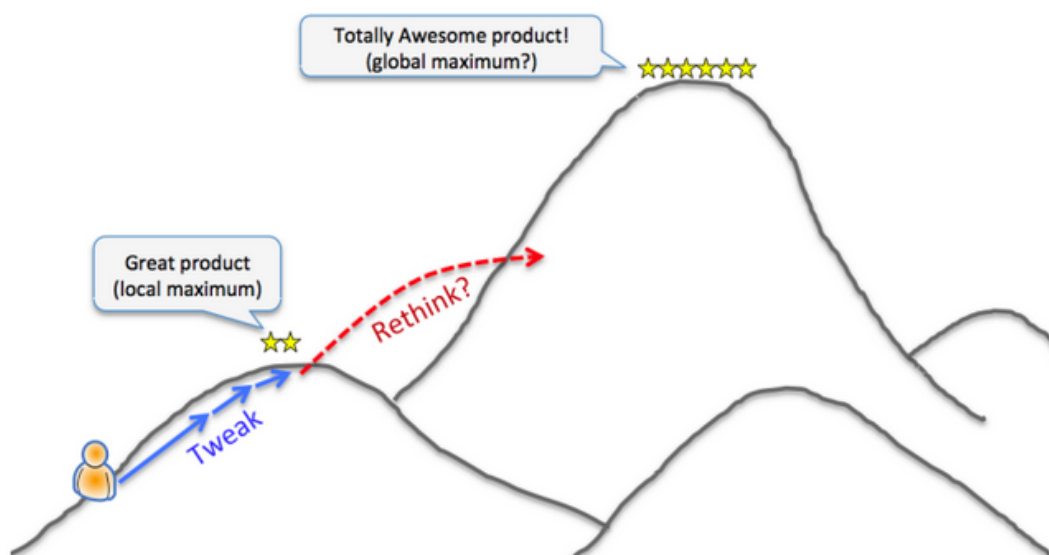 Totally Awesome product!
(global maximum?)
Great product
(local maximum)
Rethink?
Tweak